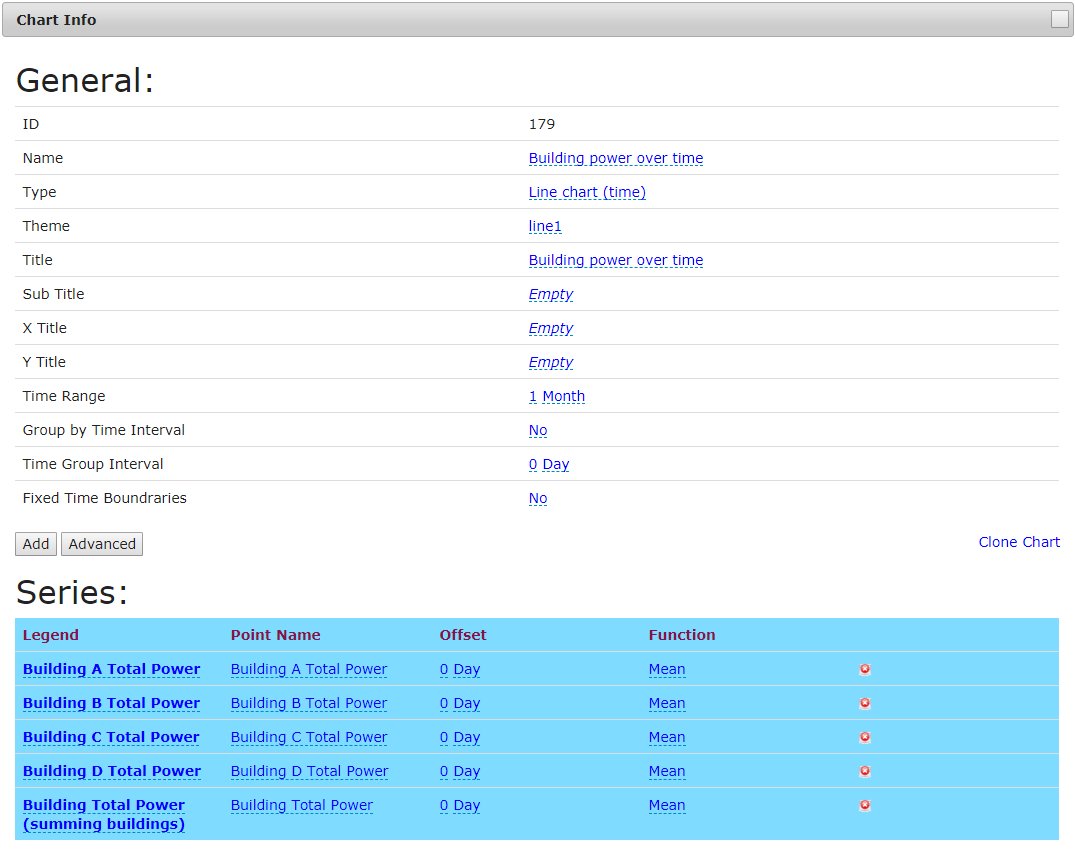 Chart Info
General:
ID 179
Name Building power over time
Type Line chart (time)
Theme line1
Title Building power over time
Sub Title Empty
X Title Empty
Y Title Empty
Time Range 1 Month
Group by Time Interval No
Time Group Interval 0 Day
Fixed Time Boundraries No
Add Advanced Clone Chart
Series:
Legend Point Name Offset Function
Building A Total Power Building A Total Power 0 Day Mean
Building B Total Power Building B Total Power 0 Day Mean
Building C Total Power Building C Total Power 0 Day Mean
Building D Total Power Building D Total Power 0 Day Mean
Building Total Power Building Total Power 0 Day Mean
(summing buildings)